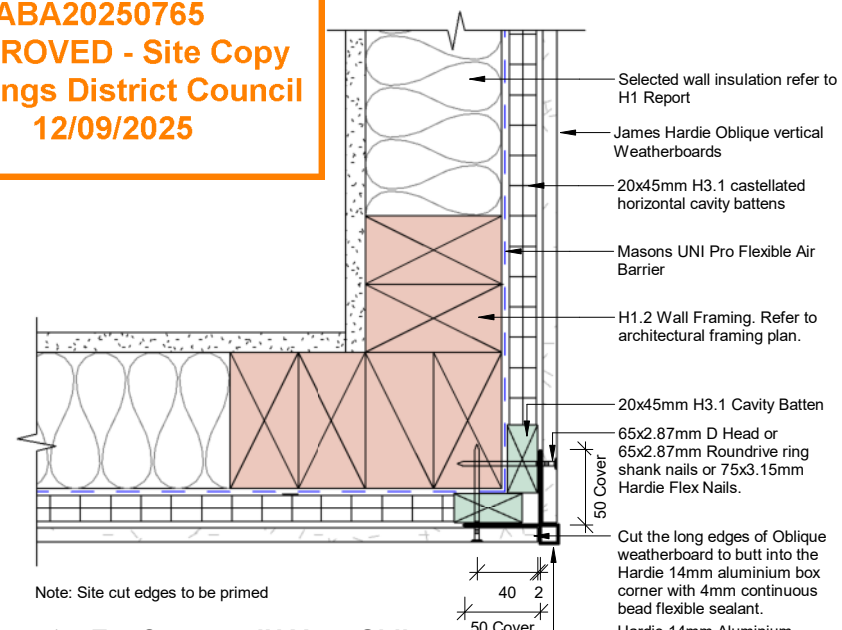 ABA20250765
ROVED - Site Copy
ngs District Council
12/09/2025
Selected wall insulation refer to
H1 Report
James Hardie Oblique vertical
Weatherboards
20x45mm H3.1 castellated
horizontal cavity battens
Masons UNI Pro Flexible Air
Barrier
H1.2 Wall Framing. Refer to
architectural framing plan.
20x45mm H3.1 Cavity Batten
65x2.87mm D Head or
65x2.87mm Roundrive ring
shank nails or 75x3.15mm
Hardie Flex Nails.
50 Cover
Cut the long edges of Oblique
weatherboard to butt into the
Hardie 14mm aluminium box
corner with 4mm continuous
bead flexible sealant.
Note: Site cut edges to be primed
40 2
50 Cover
Hardie 14mm Aluminium